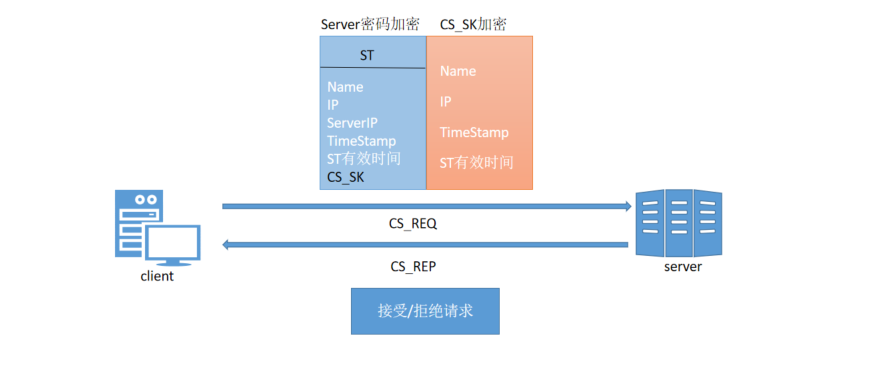 Server密码加密
CS_SK加密
ST
Name
IP
ServerIP
TimeStamp
ST有效时间
CS_SK
Name
IP
TimeStamp
ST有效时间
CS_REQ
CS_REP
client
server
接受/拒绝请求